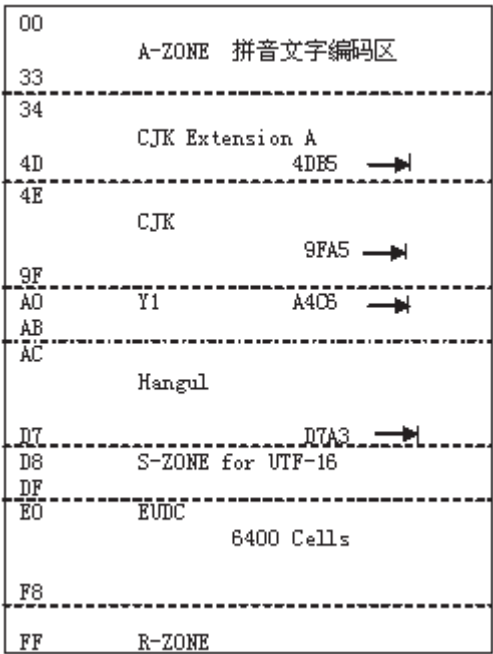 00
A-ZONE 拼音文字编码区
33
34
CJK Extension A
4D 4DB5
4E
CJK
9FA5
9F
A0 Y1 A4C6
AB
AC
Hangul
D7 D7A3
D8 S-ZONE for UTF-16
DF
E0 EUDC
6400 Cells
F8
FF R-ZONE